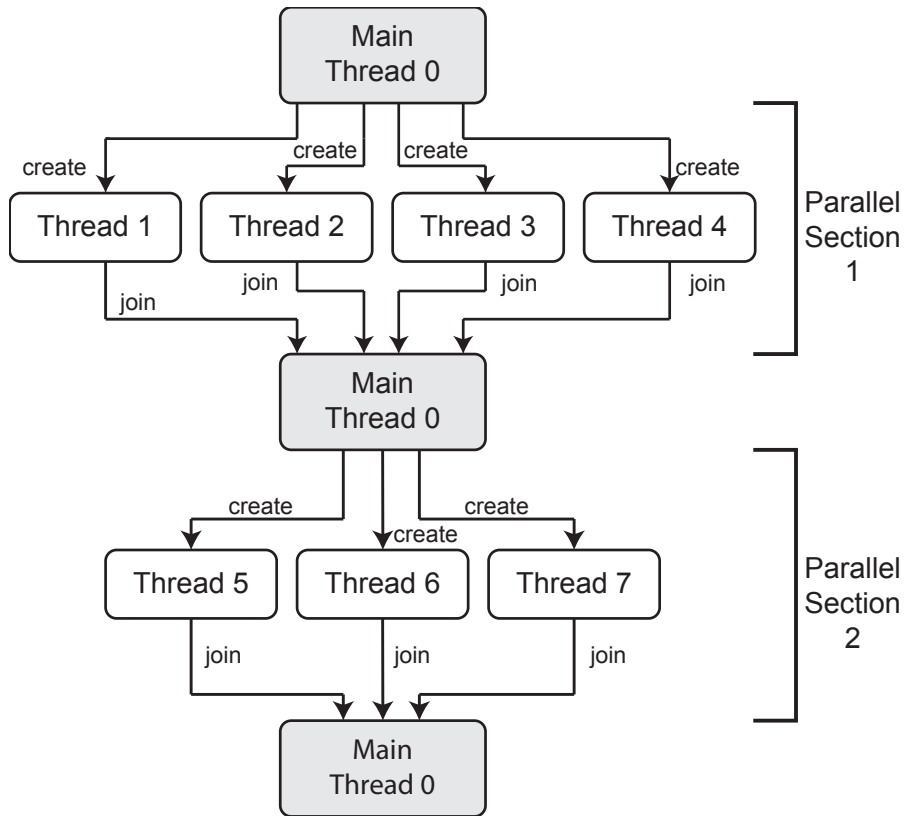 Main
Thread 0
create
create
create
create
Thread 1
Thread 2
Thread 3
Thread 4
join
join
join
join
Parallel
Section
1
Main
Thread 0
create
create
create
Thread 5
Thread 6
Thread 7
join
join
join
Parallel
Section
2
Main
Thread 0